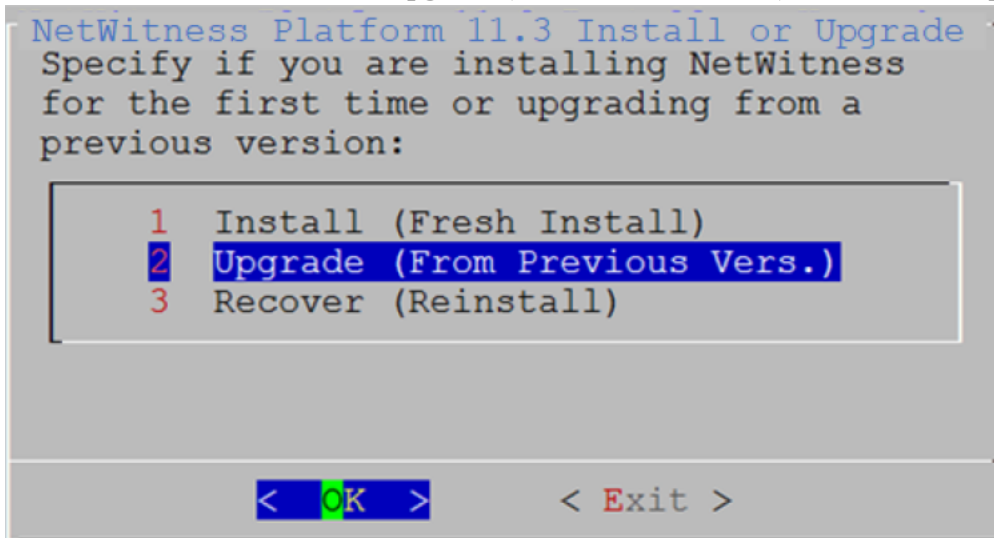 NetWitness Platform 11.3 Install or Upgrade
Specify if you are installing NetWitness
for the first time or upgrading from a
previous version:
1 Install (Fresh Install)
2 Upgrade (From Previous Vers.)
3 Recover (Reinstall)
< OK > < Exit >